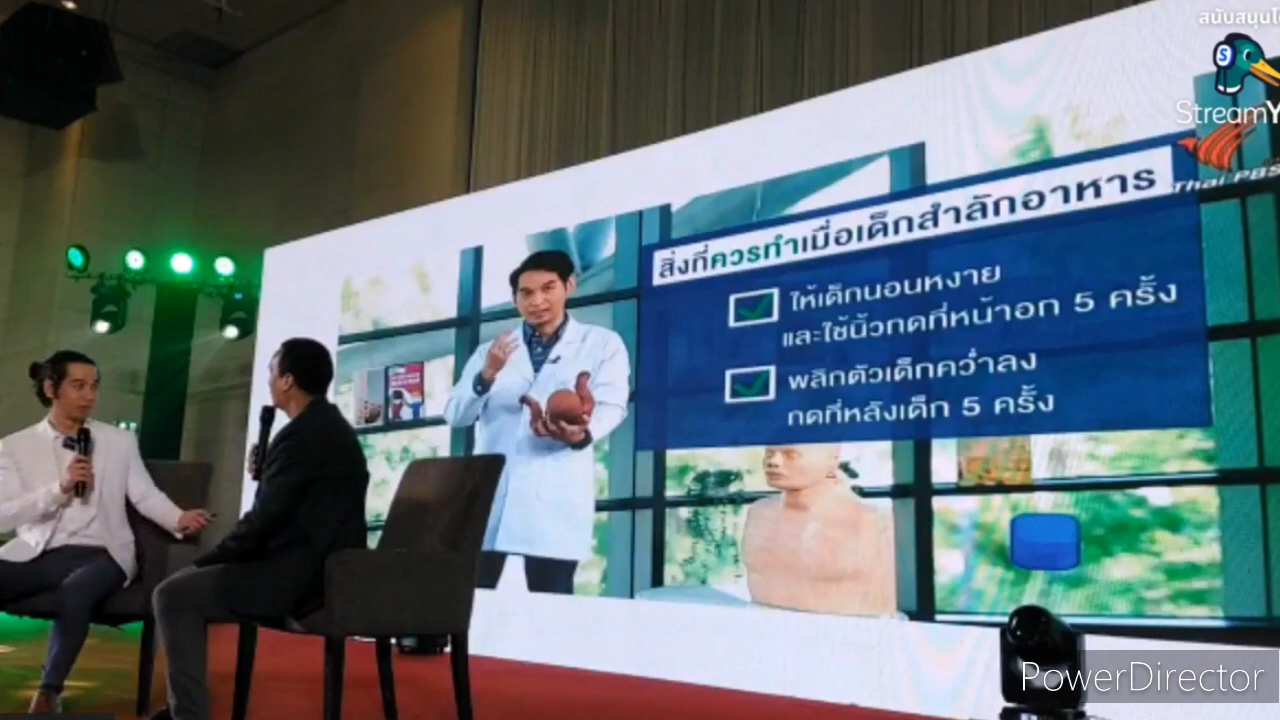 สนับสนุนโ
StreamY
Thai PBS
สิ่งที่ควรทำเมื่อเด็กสำลักอาหาร
ให้เด็กนอนหงาย
และใช้นิ้วกดที่หน้าอก 5 ครั้ง
พลิกตัวเด็กคว่ำลง
กดที่หลังเด็ก 5 ครั้ง
PowerDirector